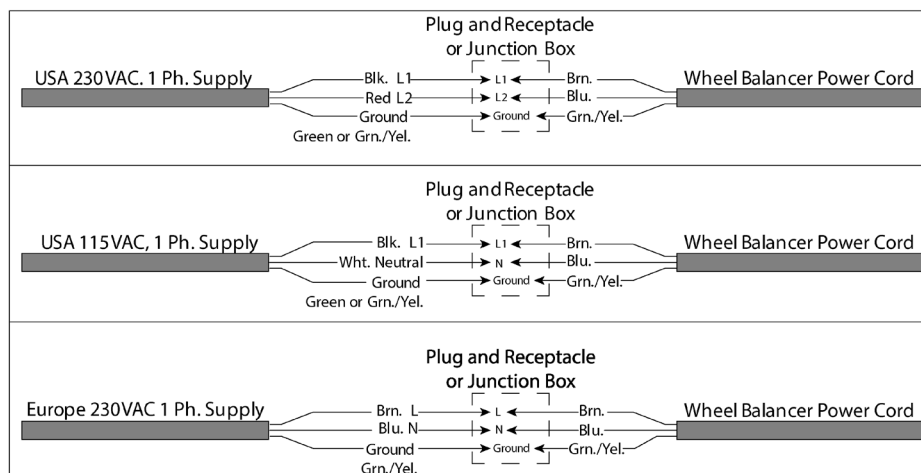 Plug and Receptacle
or Junction Box
USA 230VAC. 1 Ph. Supply
Blk. L1
L1
Brn.
Wheel Balancer Power Cord
Red L2
L2
Blu.
Ground
Ground
Grn./Yel.
Green or Grn./Yel.
Plug and Receptacle
or Junction Box
USA 115VAC, 1 Ph. Supply
Blk. L1
L1
Brn.
Wheel Balancer Power Cord
Wht. Neutral
N
Blu.
Ground
Ground
Grn./Yel.
Green or Grn./Yel.
Plug and Receptacle
or Junction Box
Europe 230VAC 1 Ph. Supply
Brn. L
L
Brn.
Wheel Balancer Power Cord
Blu. N
N
Blu.
Ground
Ground
Grn./Yel.
Grn./Yel.